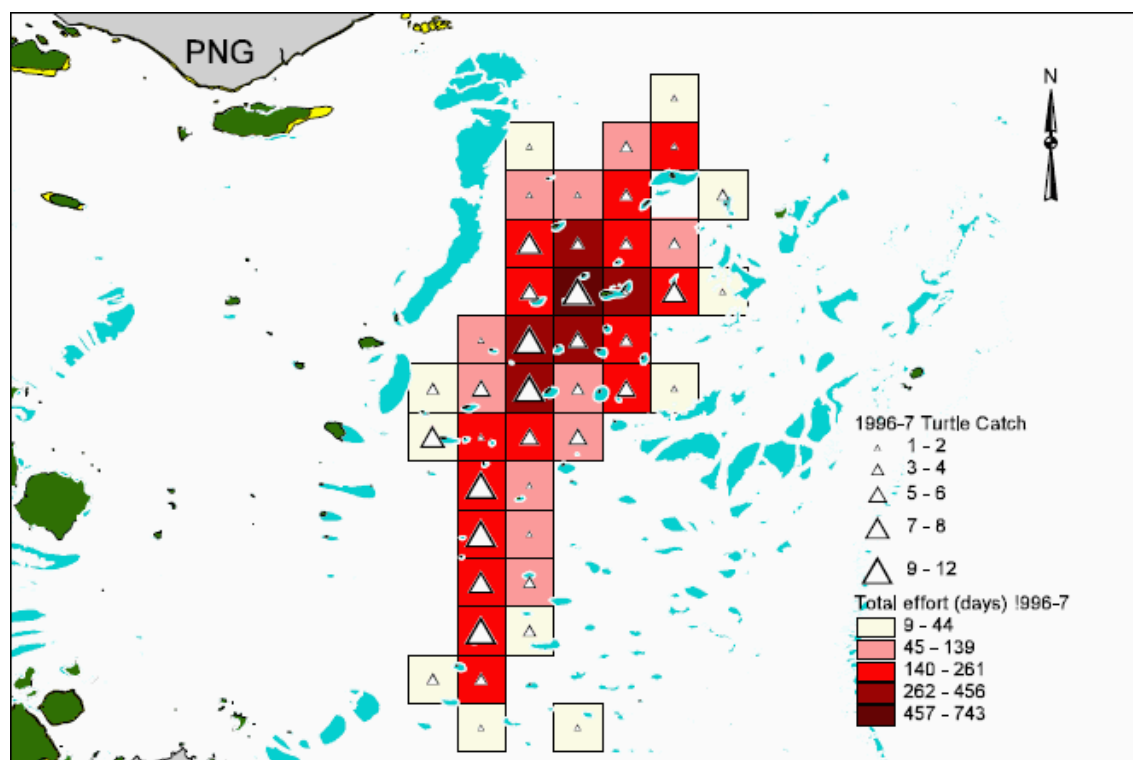 PNG
N
1996-7 Turtle Catch
1 - 2
3 - 4
5 - 6
7 - 8
9 - 12
Total effort (days) !996-7
9 - 44
45 - 139
140 - 261
262 - 456
457 - 743